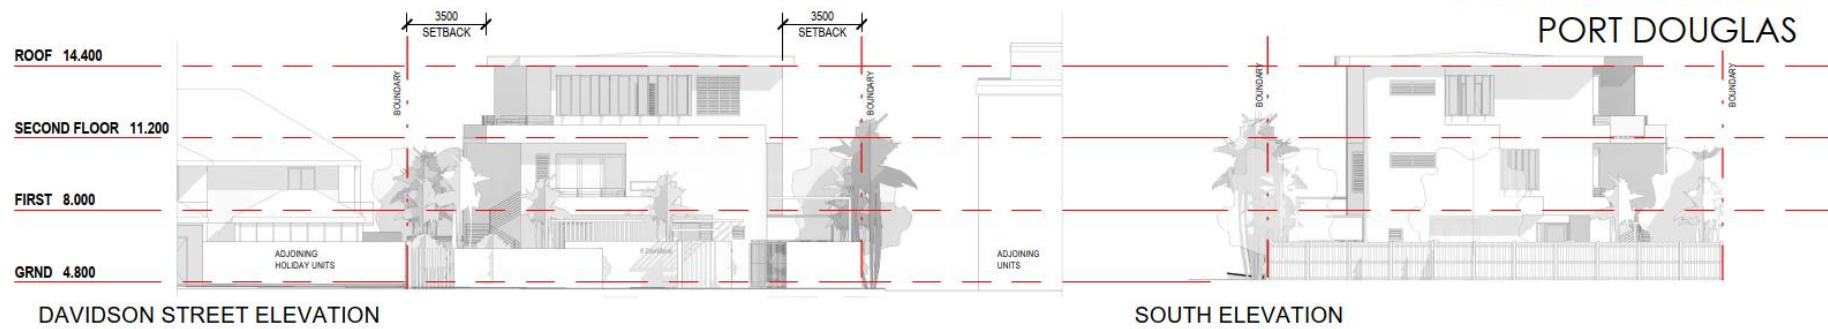 PORT DOUGLAS
3500
SETBACK
3500
SETBACK
ROOF 14.400
SECOND FLOOR 11.200
FIRST 8.000
GRND 4.800
BOUNDARY
BOUNDARY
BOUNDARY
BOUNDARY
ADJOINING
HOLIDAY UNITS
ADJOINING
UNITS
DAVIDSON STREET ELEVATION
SOUTH ELEVATION